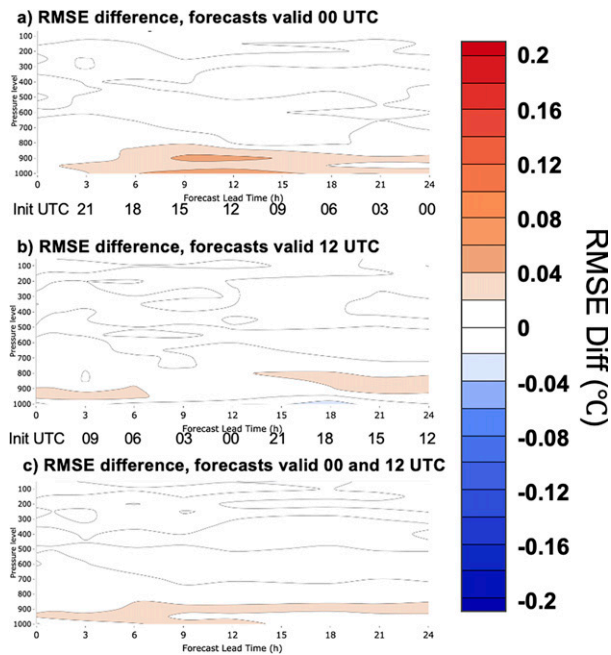 a) RMSE difference, forecasts valid 00 UTC
Pressure level
100
200
300
400
500
600
700
800
900
1000
0 3 6 9 12 15 18 21 24
Forecast Lead Time (h)
Init UTC 21 18 15 12 09 06 03 00
b) RMSE difference, forecasts valid 12 UTC
Pressure level
100
200
300
400
500
600
700
800
900
1000
0 3 6 9 12 15 18 21 24
Forecast Lead Time (h)
Init UTC 09 06 03 00 21 18 15 12
c) RMSE difference, forecasts valid 00 and 12 UTC
Pressure level
100
200
300
400
500
600
700
800
900
1000
0 3 6 9 12 15 18 21 24
Forecast Lead Time (h)
0.2
0.16
0.12
0.08
0.04
0
-0.04
-0.08
-0.12
-0.16
-0.2
RMSE Diff (°C)